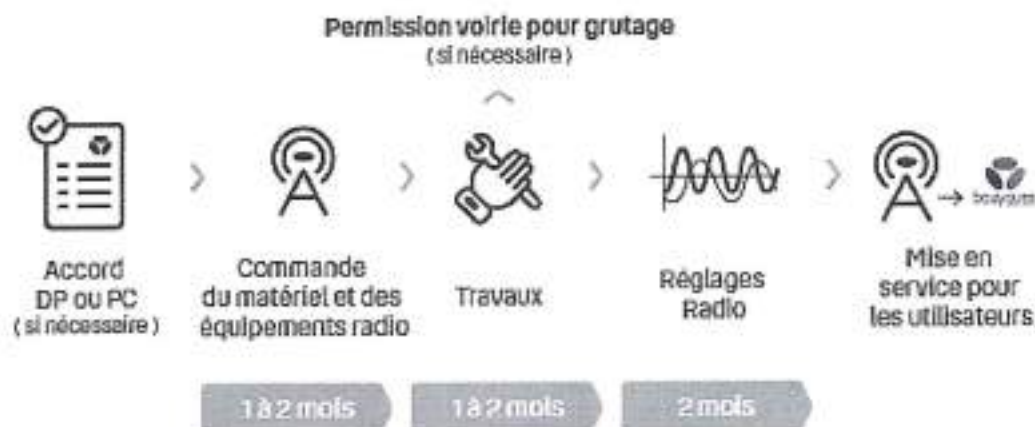 Permission voirie pour grutage
(si nécessaire)
Accord
DP ou PC
(si nécessaire)
Commande
du matériel et des
équipements radio
Travaux
Réglages
Radio
bouygues
Mise en
service pour
les utilisateurs
1 à 2 mois
1 à 2 mois
2 mois